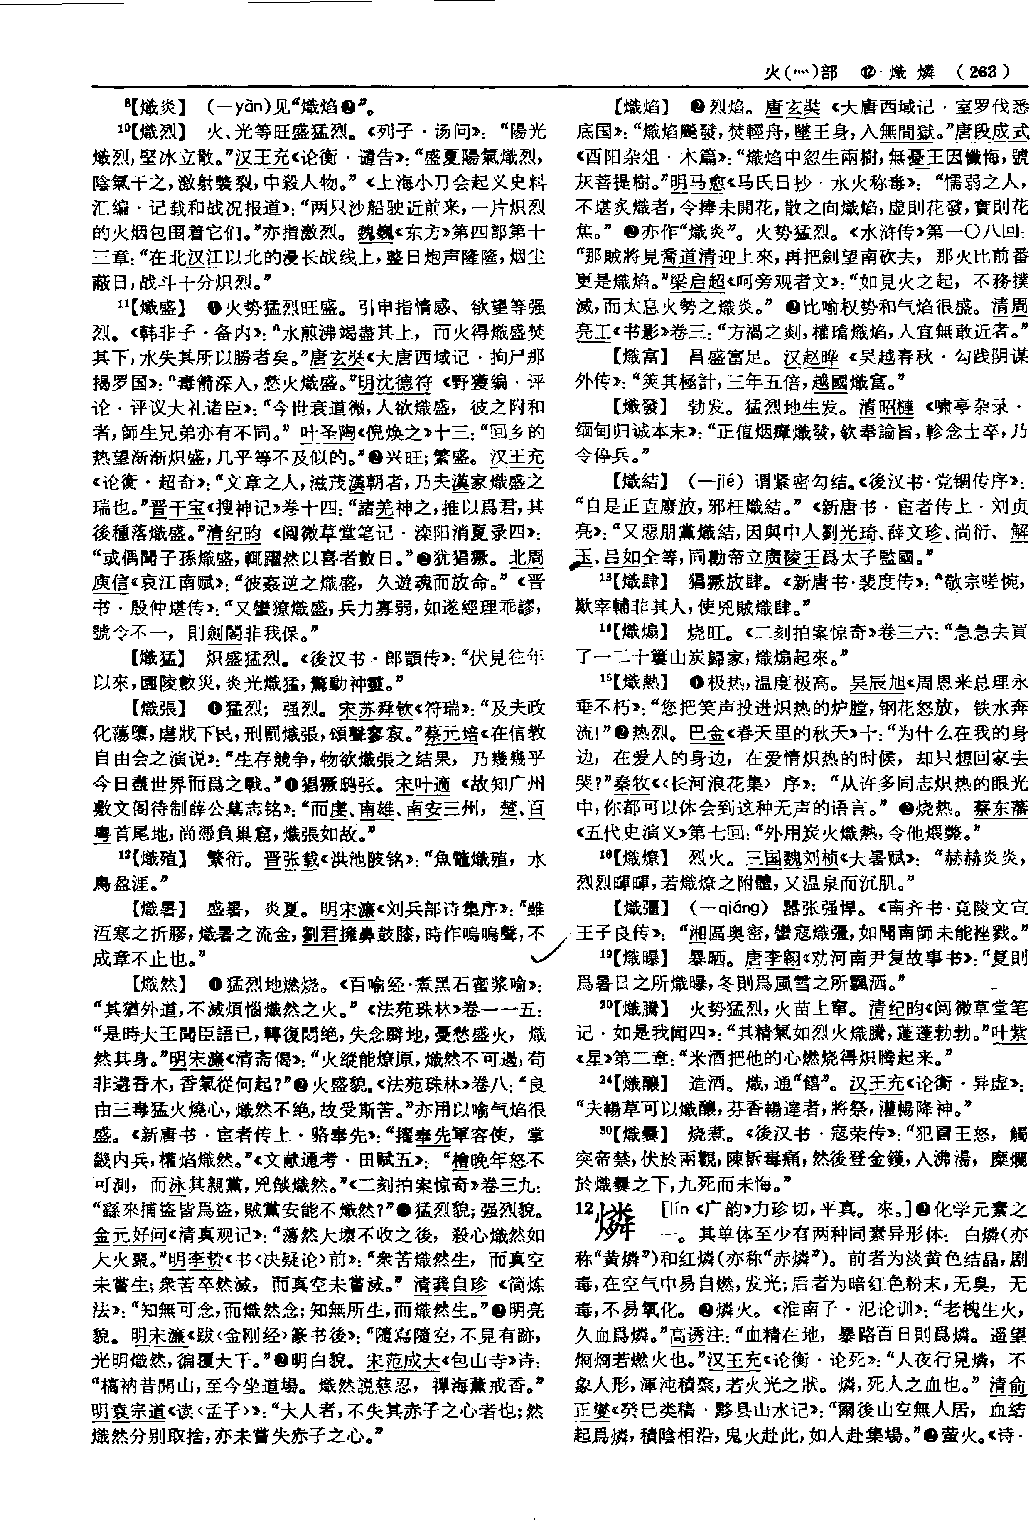 火(灬)部 ⑫ 熾 燐 (263)
⁸【熾炎】 (—yàn)见“熾焰❷”。
¹⁰【熾烈】 火、光等旺盛猛烈。《列子·汤问》：“陽光
熾烈，堅冰立散。”汉王充《论衡·谴告》：“盛夏陽氣熾烈，
陰氣干之，激射襒裂，中殺人物。”《上海小刀会起义史料
汇编·记载和战况报道》：“两只沙船驶近前来，一片炽烈
的火烟包围着它们。”亦指激烈。魏巍《东方》第四部第十
三章：“在北汉江以北的漫长战线上，整日炮声隆隆，烟尘
蔽日，战斗十分炽烈。”
¹¹【熾盛】 ❶火势猛烈旺盛。引申指情感、欲望等强
烈。《韩非子·备内》：“水煎沸竭盡其上，而火得熾盛焚
其下，水失其所以勝者矣。”唐玄奘《大唐西域记·拘尸那
揭罗国》：“毒箭深入，愁火熾盛。”明沈德符《野獲编·评
论·评议大礼诸臣》：“今世衰道微，人欲熾盛，彼之附和
者，師生兄弟亦有不同。”叶圣陶《倪焕之》十三：“回乡的
热望渐渐炽盛，几乎等不及似的。”❷兴旺；繁盛。汉王充
《论衡·超奇》：“文章之人，滋茂漢朝者，乃夫漢家熾盛之
瑞也。”晋干宝《搜神记》卷十四：“諸羌神之，推以爲君，其
後種落熾盛。”清纪昀《阅微草堂笔记·滦阳消夏录四》：
“或偶聞子孫熾盛，輒躍然以喜者數日。”❸犹猖獗。北周
庾信《哀江南赋》：“彼姦逆之熾盛，久遊魂而放命。”《晋
书·殷仲堪传》：“又蠻獠熾盛，兵力寡弱，如遂經理乖謬，
號令不一，則劍閣非我保。”
【熾猛】 炽盛猛烈。《後汉书·郎顗传》：“伏見往年
以來，園陵數災，炎光熾猛，驚動神靈。”
【熾張】 ❶猛烈；强烈。宋苏舜钦《符瑞》：“及夫政
化蕩墮，虐戕下民，刑罰熾張，頌聲寥寂。”蔡元培《在信教
自由会之演说》：“生存競争，物欲熾張之結果，乃幾幾乎
今日盡世界而爲之戰。”❷猖獗鸱张。宋叶適《故知广州
敷文阁待制薛公墓志铭》：“而虔、南雄、南安三州，楚、百
粤首尾地，尚憑負巢窟，熾張如故。”
¹²【熾殖】 繁衍。晋张载《洪池陂铭》：“魚鼈熾殖，水
鳥盈涯。”
【熾暑】 盛暑，炎夏。明宋濂《刘兵部诗集序》：“雖
沍寒之折膠，熾暑之流金，劉君擁鼻鼓膝，時作嗚嗚聲，不
成章不止也。”
【熾然】 ❶猛烈地燃烧。《百喻经·煮黑石蜜浆喻》：
“其猶外道，不滅煩惱熾然之火。”《法苑珠林》卷一一五：
“是時大王聞臣語已，轉復悶絶，失念躃地，憂愁盛火，熾
然其身。”明宋濂《清斋偈》：“火縱能燎原，熾然不可遏，苟
非遇香木，香氣從何起？”❷火盛貌。《法苑珠林》卷八：“良
由三毒猛火燒心，熾然不絶，故受斯苦。”亦用以喻气焰很
盛。《新唐书·宦者传上·骆奉先》：“擢奉先軍容使，掌
畿内兵，權焰熾然。”《文献通考·田赋五》：“檜晚年怒不
可測，而泳其親黨，兇燄熾然。”《二刻拍案惊奇》卷三九：
“繇來捕盜皆爲盜，賊黨安能不熾然？”❸猛烈貌；强烈貌。
金元好问《清真观记》：“蕩然大壞不收之後，殺心熾然如
大火聚。”明李贽《书〈决疑论〉前》：“衆苦熾然生，而真空
未嘗生；衆苦卒然滅，而真空未嘗滅。”清龚自珍《简炼
法》：“知無可念，而熾然念；知無所生，而熾然生。”❹明亮
貌。明宋濂《跋〈金刚经〉篆书後》：“隨寫隨空，不見有跡，
光明熾然，徧覆大千。”❺明白貌。宋范成大《包山寺》诗：
“槁衲昔開山，至今坐道場。熾然説慈忍，禪海薰戒香。”
明袁宗道《读〈孟子〉》：“大人者，不失其赤子之心者也；然
熾然分别取捨，亦未嘗失赤子之心。”
【熾焰】 ❶烈焰。唐玄奘《大唐西域记·室罗伐悉
底国》：“熾焰飈發，焚輕舟，墜王身，入無間獄。”唐段成式
《酉阳杂俎·木篇》：“熾焰中忽生兩樹，無憂王因懺悔，號
灰菩提樹。”明马愈《马氏日抄·水火称毒》：“懦弱之人，
不堪炙熾者，令捧未開花，散之向熾焰，虚則花發，實則花
焦。”❷亦作“熾炎”。火势猛烈。《水浒传》第一〇八回：
“那賊將見喬道清迎上來，再把劍望南砍去，那火比前番
更是熾焰。”梁启超《呵旁观者文》：“如見火之起，不務撲
滅，而太息火勢之熾炎。”❸比喻权势和气焰很盛。清周
亮工《书影》卷三：“方渴之刻，權璫熾焰，人宜無敢近者。”
【熾富】 昌盛富足。汉赵晔《吴越春秋·勾践阴谋
外传》：“筴其極計，三年五倍，越國熾富。”
【熾發】 勃发。猛烈地生发。清昭槤《啸亭杂录·
缅甸归诚本末》：“正值烟瘴熾發，欽奉諭旨，軫念士卒，乃
令停兵。”
【熾結】 (—jié) 谓紧密勾结。《後汉书·党锢传序》：
“自是正直廢放，邪枉熾結。”《新唐书·宦者传上·刘贞
亮》：“又惡朋黨熾結，因與中人劉光琦、薛文珍、尚衍、解
玉、吕如全等，同勸帝立廣陵王爲太子監國。”
¹³【熾肆】 猖獗放肆。《新唐书·裴度传》：“敬宗嗟惋，
歎宰輔非其人，使兇賊熾肆。”
¹⁴【熾煽】 烧旺。《二刻拍案惊奇》卷三六：“急急去買
了一二十簍山炭歸家，熾煽起來。”
¹⁵【熾熱】 ❶极热，温度极高。吴辰旭《周恩来总理永
垂不朽》：“您把笑声投进炽热的炉膛，钢花怒放，铁水奔
流！”❷热烈。巴金《春天里的秋天》十：“为什么在我的身
边，在爱人的身边，在爱情炽热的时候，却只想回家去
哭？”秦牧《〈长河浪花集〉序》：“从许多同志炽热的眼光
中，你都可以体会到这种无声的语言。”❸烧热。蔡东藩
《五代史演义》第七回：“外用炭火熾熱，令他煨斃。”
¹⁶【熾燎】 烈火。三国魏刘桢《大暑赋》：“赫赫炎炎，
烈烈暉暉，若熾燎之附體，又温泉而沉肌。”
【熾彊】 (—qiáng) 嚣张强悍。《南齐书·竟陵文宣
王子良传》：“湘區奥密，蠻寇熾彊，如聞南師未能挫戮。”
¹⁹【熾曝】 暴晒。唐李翱《劝河南尹复故事书》：“夏則
爲暑日之所熾曝，冬則爲風雪之所飄洒。”
²⁰【熾騰】 火势猛烈，火苗上窜。清纪昀《阅微草堂笔
记·如是我闻四》：“其精氣如烈火熾騰，蓬蓬勃勃。”叶紫
《星》第二章：“米酒把他的心燃烧得炽腾起来。”
²⁴【熾釀】 造酒。熾，通“饎”。汉王充《论衡·异虚》：
“夫暢草可以熾釀，芬香暢達者，將祭，灌暢降神。”
³⁰【熾爨】 烧煮。《後汉书·寇荣传》：“犯冒王怒，觸
突帝禁，伏於兩觀，陳訴毒痛，然後登金鑊，入沸湯，糜爛
於熾爨之下，九死而未悔。”
12燐 [lín《广韵》力珍切，平真。来。]❶化学元素之
一。其单体至少有两种同素异形体：白燐(亦
称“黄燐”)和红燐(亦称“赤燐”)。前者为淡黄色结晶，剧
毒，在空气中易自燃，发光；后者为暗红色粉末，无臭，无
毒，不易氧化。❷燐火。《淮南子·氾论训》：“老槐生火，
久血爲燐。”高诱注：“血精在地，暴露百日則爲燐。遥望
炯炯若燃火也。”汉王充《论衡·论死》：“人夜行見燐，不
象人形，渾沌積聚，若火光之狀。燐，死人之血也。”清俞
正燮《癸巳类稿·黟县山水记》：“爾後山空無人居，血結
起爲燐，積陰相沿，鬼火赴此，如人赴集場。”❸萤火。《诗·